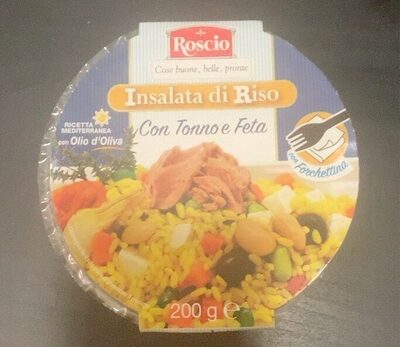 Roscio
Cose buone, belle, pronte
Insalata di Riso
Con Tonno e Feta
RICETTA
MEDITERRANEA
con Olio d'Oliva
con Forchettina
200 g e